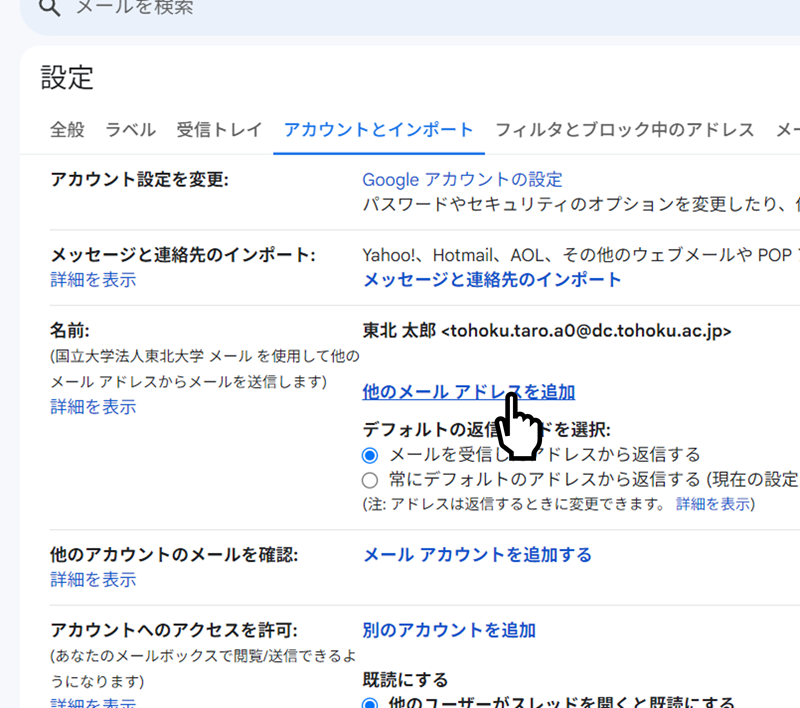 メールを検索
設定
全般 ラベル 受信トレイ アカウントとインポート フィルタとブロック中のアドレス メー
アカウント設定を変更: Google アカウントの設定
パスワードやセキュリティのオプションを変更したり、
メッセージと連絡先のインポート: Yahoo!、Hotmail、AOL、その他のウェブメールや POP
詳細を表示 メッセージと連絡先のインポート
名前: 東北 太郎 <tohoku.taro.a0@dc.tohoku.ac.jp>
(国立大学法人東北大学 メール を使用して他の
メール アドレスからメールを送信します)
詳細を表示 他のメール アドレスを追加
デフォルトの返信 ドを選択:
メールを受信し アドレスから返信する
常にデフォルトのアドレスから返信する (現在の設定
(注: アドレスは返信するときに変更できます。 詳細を表示)
他のアカウントのメールを確認: メール アカウントを追加する
詳細を表示
アカウントへのアクセスを許可: 別のアカウントを追加
(あなたのメールボックスで閲覧/送信できるよ
うになります)
既読にする
詳細を表示 他のユーザーがスレッドを開くと既読にする